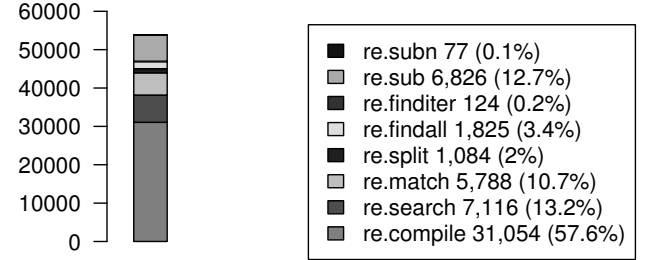 60000
50000
40000
30000
20000
10000
0
re.subn 77 (0.1%)
re.sub 6,826 (12.7%)
re.finditer 124 (0.2%)
re.findall 1,825 (3.4%)
re.split 1,084 (2%)
re.match 5,788 (10.7%)
re.search 7,116 (13.2%)
re.compile 31,054 (57.6%)